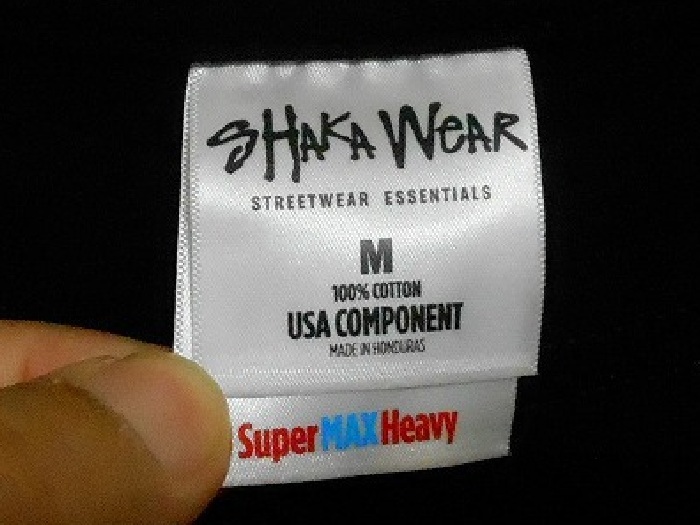 SHAKA WEAR
STREETWEAR ESSENTIALS
M
100% COTTON
USA COMPONENT
MADE IN HONDURAS
SuperMAXHeavy